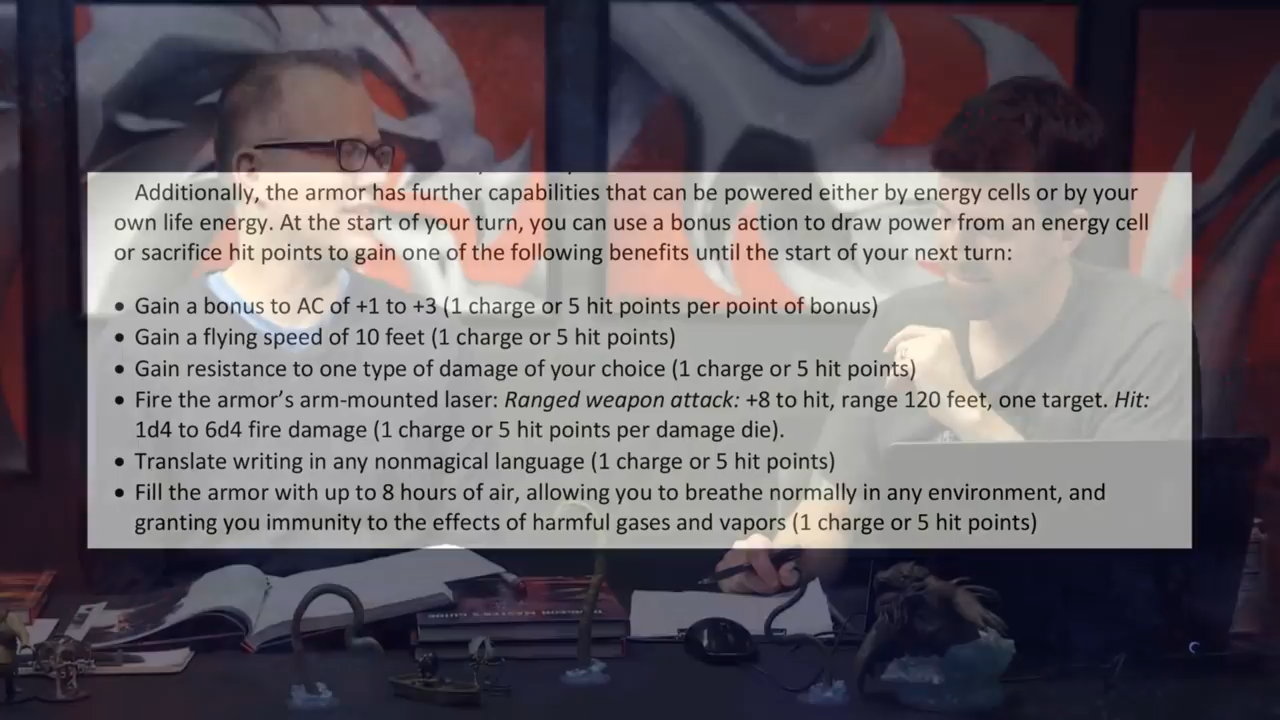 Additionally, the armor has further capabilities that can be powered either by energy cells or by your
own life energy. At the start of your turn, you can use a bonus action to draw power from an energy cell
or sacrifice hit points to gain one of the following benefits until the start of your next turn:
• Gain a bonus to AC of +1 to +3 (1 charge or 5 hit points per point of bonus)
• Gain a flying speed of 10 feet (1 charge or 5 hit points)
• Gain resistance to one type of damage of your choice (1 charge or 5 hit points)
• Fire the armor’s arm-mounted laser: Ranged weapon attack: +8 to hit, range 120 feet, one target. Hit:
1d4 to 6d4 fire damage (1 charge or 5 hit points per damage die).
• Translate writing in any nonmagical language (1 charge or 5 hit points)
• Fill the armor with up to 8 hours of air, allowing you to breathe normally in any environment, and
granting you immunity to the effects of harmful gases and vapors (1 charge or 5 hit points)